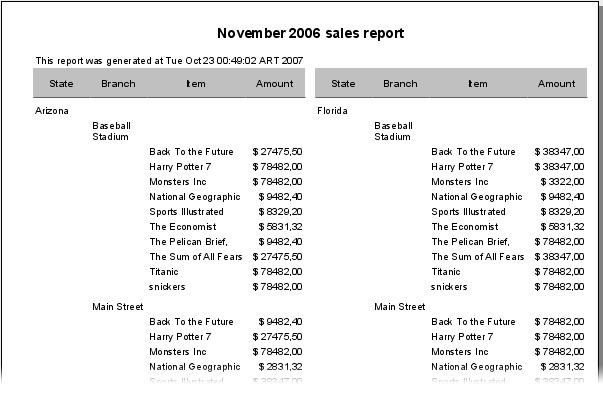 November 2006 sales report
This report was generated at Tue Oct 23 00:49:02 ART 2007
State Branch Item Amount State Branch Item Amount
Arizona Florida
Baseball Baseball
Stadium Stadium
Back To the Future $ 27475,50 Back To the Future $ 38347,00
Harry Potter 7 $ 78482,00 Harry Potter 7 $ 38347,00
Monsters Inc $ 78482,00 Monsters Inc $ 3322,00
National Geographic $ 9482,40 National Geographic $ 9482,40
Sports Illustrated $ 8329,20 Sports Illustrated $ 8329,20
The Economist $ 5831,32 The Economist $ 5831,32
The Pelican Brief, $ 9482,40 The Pelican Brief, $ 78482,00
The Sum of All Fears $ 27475,50 The Sum of All Fears $ 38347,00
Titanic $ 78482,00 Titanic $ 78482,00
snickers $ 78482,00 snickers $ 78482,00
Main Street Main Street
Back To the Future $ 9482,40 Back To the Future $ 78482,00
Harry Potter 7 $ 27475,50 Harry Potter 7 $ 78482,00
Monsters Inc $ 78482,00 Monsters Inc $ 78482,00
National Geographic $ 2831,32 National Geographic $ 2831,32
Sports Illustrated $ 38347,00 Sports Illustrated $ 38347,00